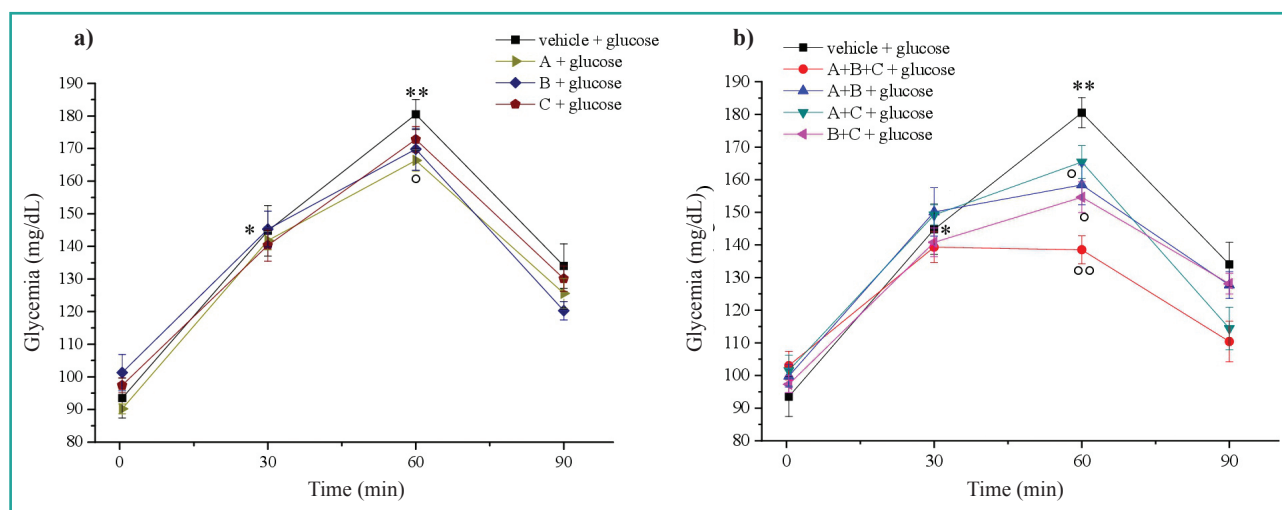 a)
vehicle + glucose
A + glucose
B + glucose
C + glucose
Glycemia (mg/dL)
190
180
170
160
150
140
130
120
110
100
90
80
**
*
0
30
60
90
Time (min)
b)
vehicle + glucose
A+B+C + glucose
A+B + glucose
A+C + glucose
B+C + glucose
Glycemia (mg/dL)
190
180
170
160
150
140
130
120
110
100
90
80
**
*
0
30
60
90
Time (min)